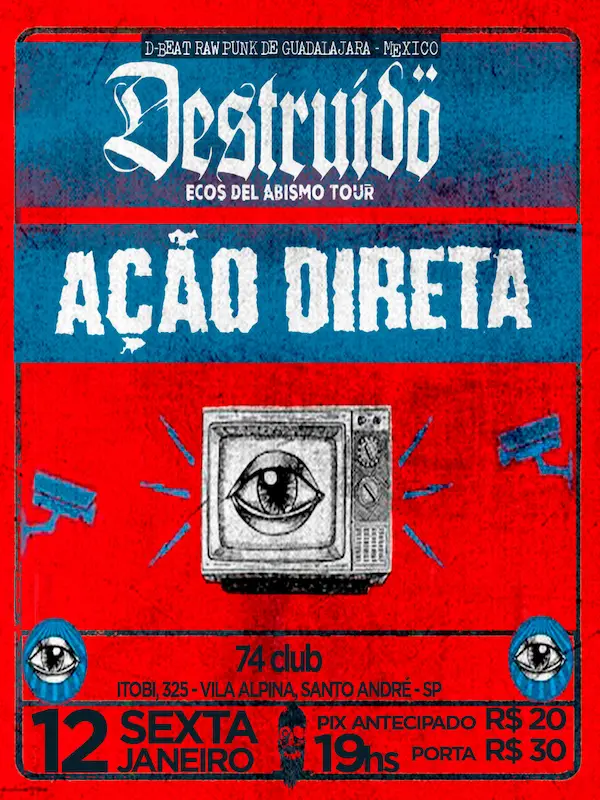 D-BEAT RAW PUNK DE GUADALAJARA - MEXICO
Destruídö
ECOS DEL ABISMO TOUR
AÇÃO DIRETA
74 club
ITOBI, 325 - VILA ALPINA, SANTO ANDRÉ - SP
12 SEXTA JANEIRO
19hs
PIX ANTECIPADO R$ 20
PORTA R$ 30